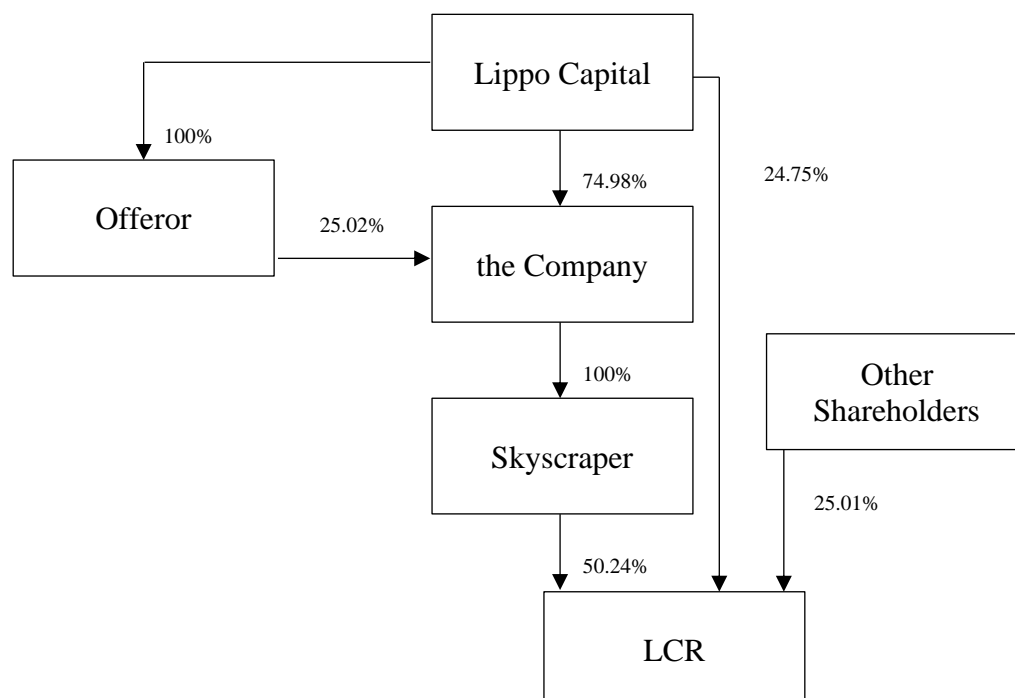 Lippo Capital
100%
74.98%
24.75%
Offeror
25.02%
the Company
100%
Other
Shareholders
Skyscraper
25.01%
50.24%
LCR